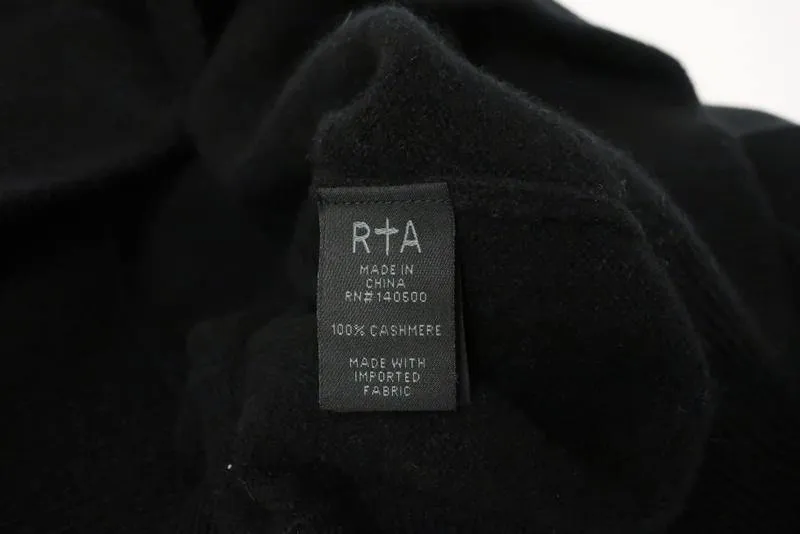 R†A
MADE IN
CHINA
RN#140500
100% CASHMERE
MADE WITH
IMPORTED
FABRIC